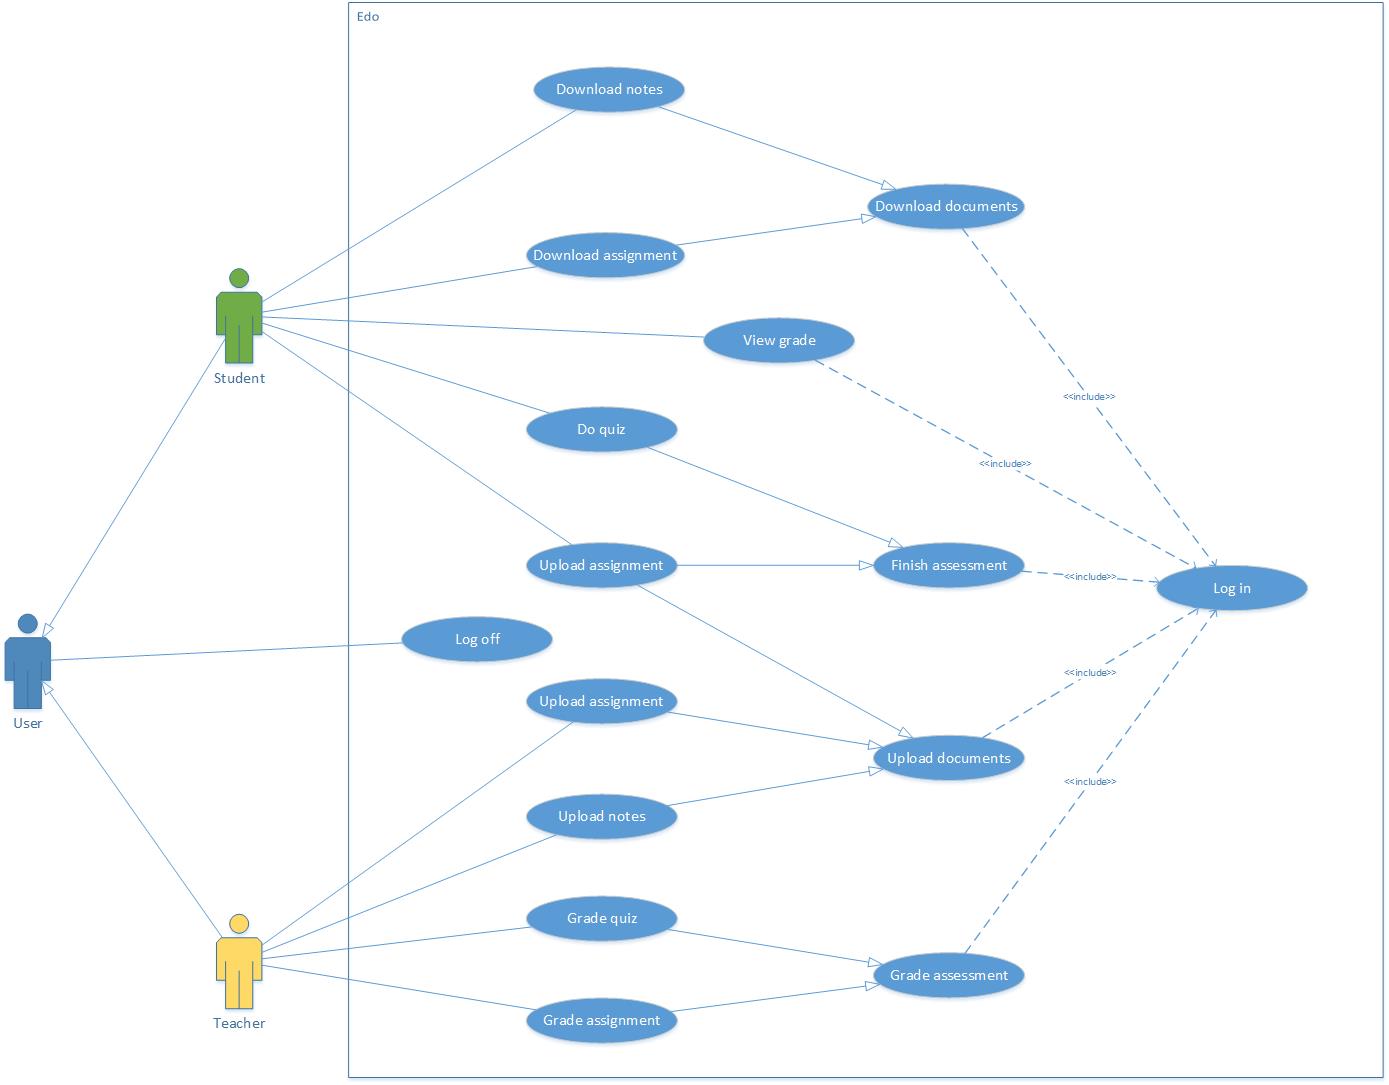 Edo
Download notes
Download documents
Download assignment
Student
View grade
<<include>>
Do quiz
<<include>>
Upload assignment
Finish assessment
<<include>>
Log in
User
Log off
<<include>>
Upload assignment
Upload documents
<<include>>
Upload notes
Grade quiz
Grade assessment
Teacher
Grade assignment